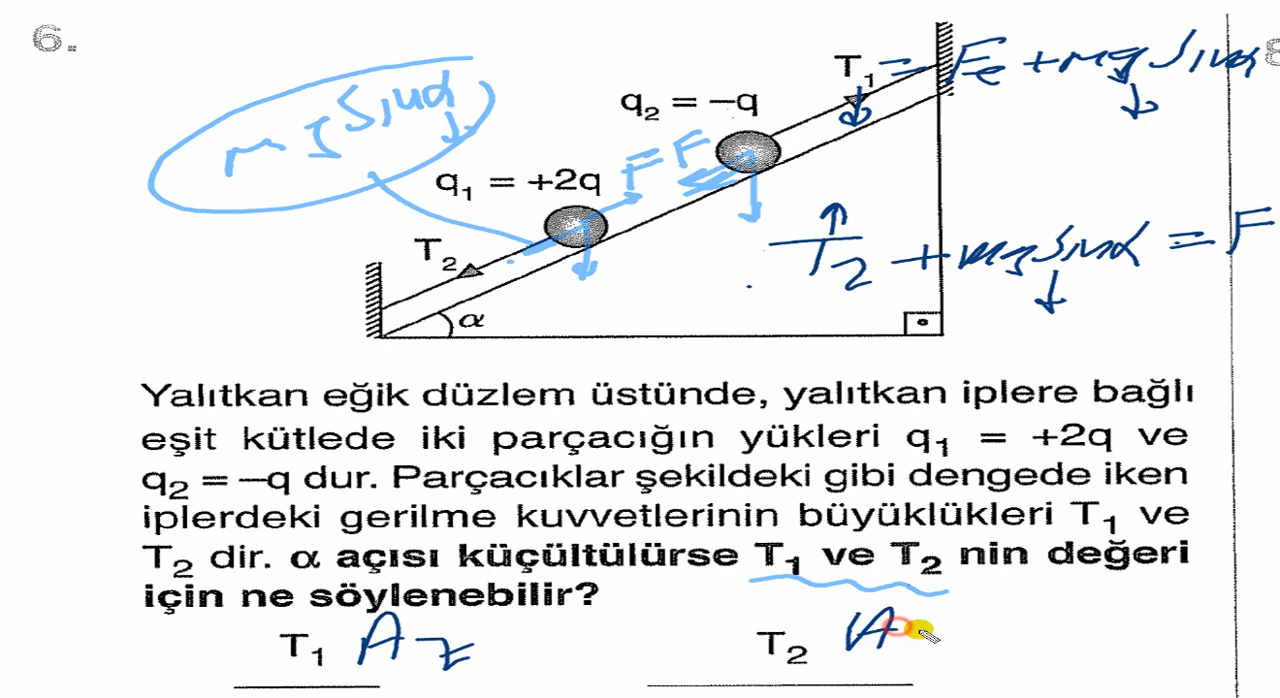 6.
T₁ = Fe + mg Sinα
mg Sinα
q₂ = −q
F F
q₁ = +2q
T₂
T₂ + mg Sinα = F
α
Yalıtkan eğik düzlem üstünde, yalıtkan iplere bağlı
eşit kütlede iki parçacığın yükleri q₁ = +2q ve
q₂ = −q dur. Parçacıklar şekildeki gibi dengede iken
iplerdeki gerilme kuvvetlerinin büyüklükleri T₁ ve
T₂ dir. α açısı küçültülürse T₁ ve T₂ nin değeri
için ne söylenebilir?
T₁ Az
T₂